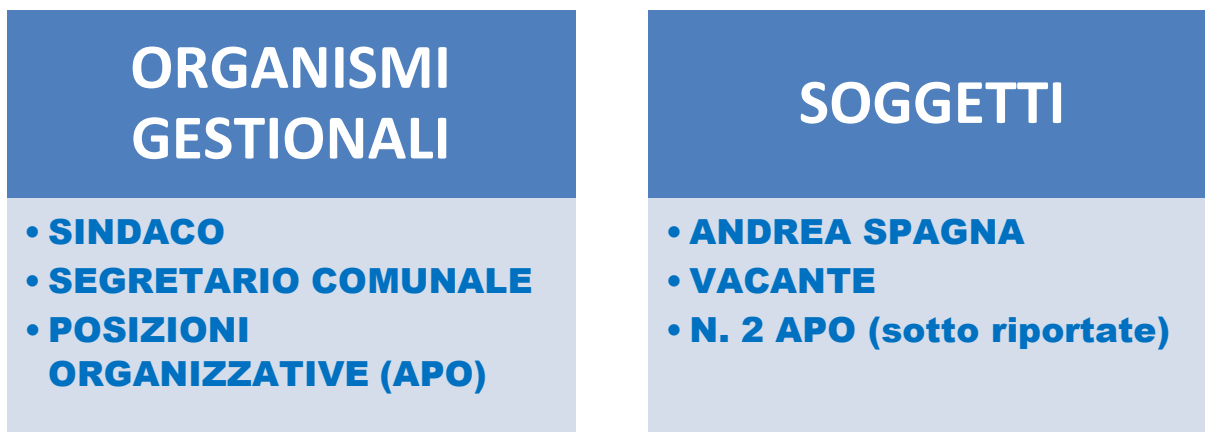 ORGANISMI
GESTIONALI
• SINDACO
• SEGRETARIO COMUNALE
• POSIZIONI
ORGANIZZATIVE (APO)
SOGGETTI
• ANDREA SPAGNA
• VACANTE
• N. 2 APO (sotto riportate)